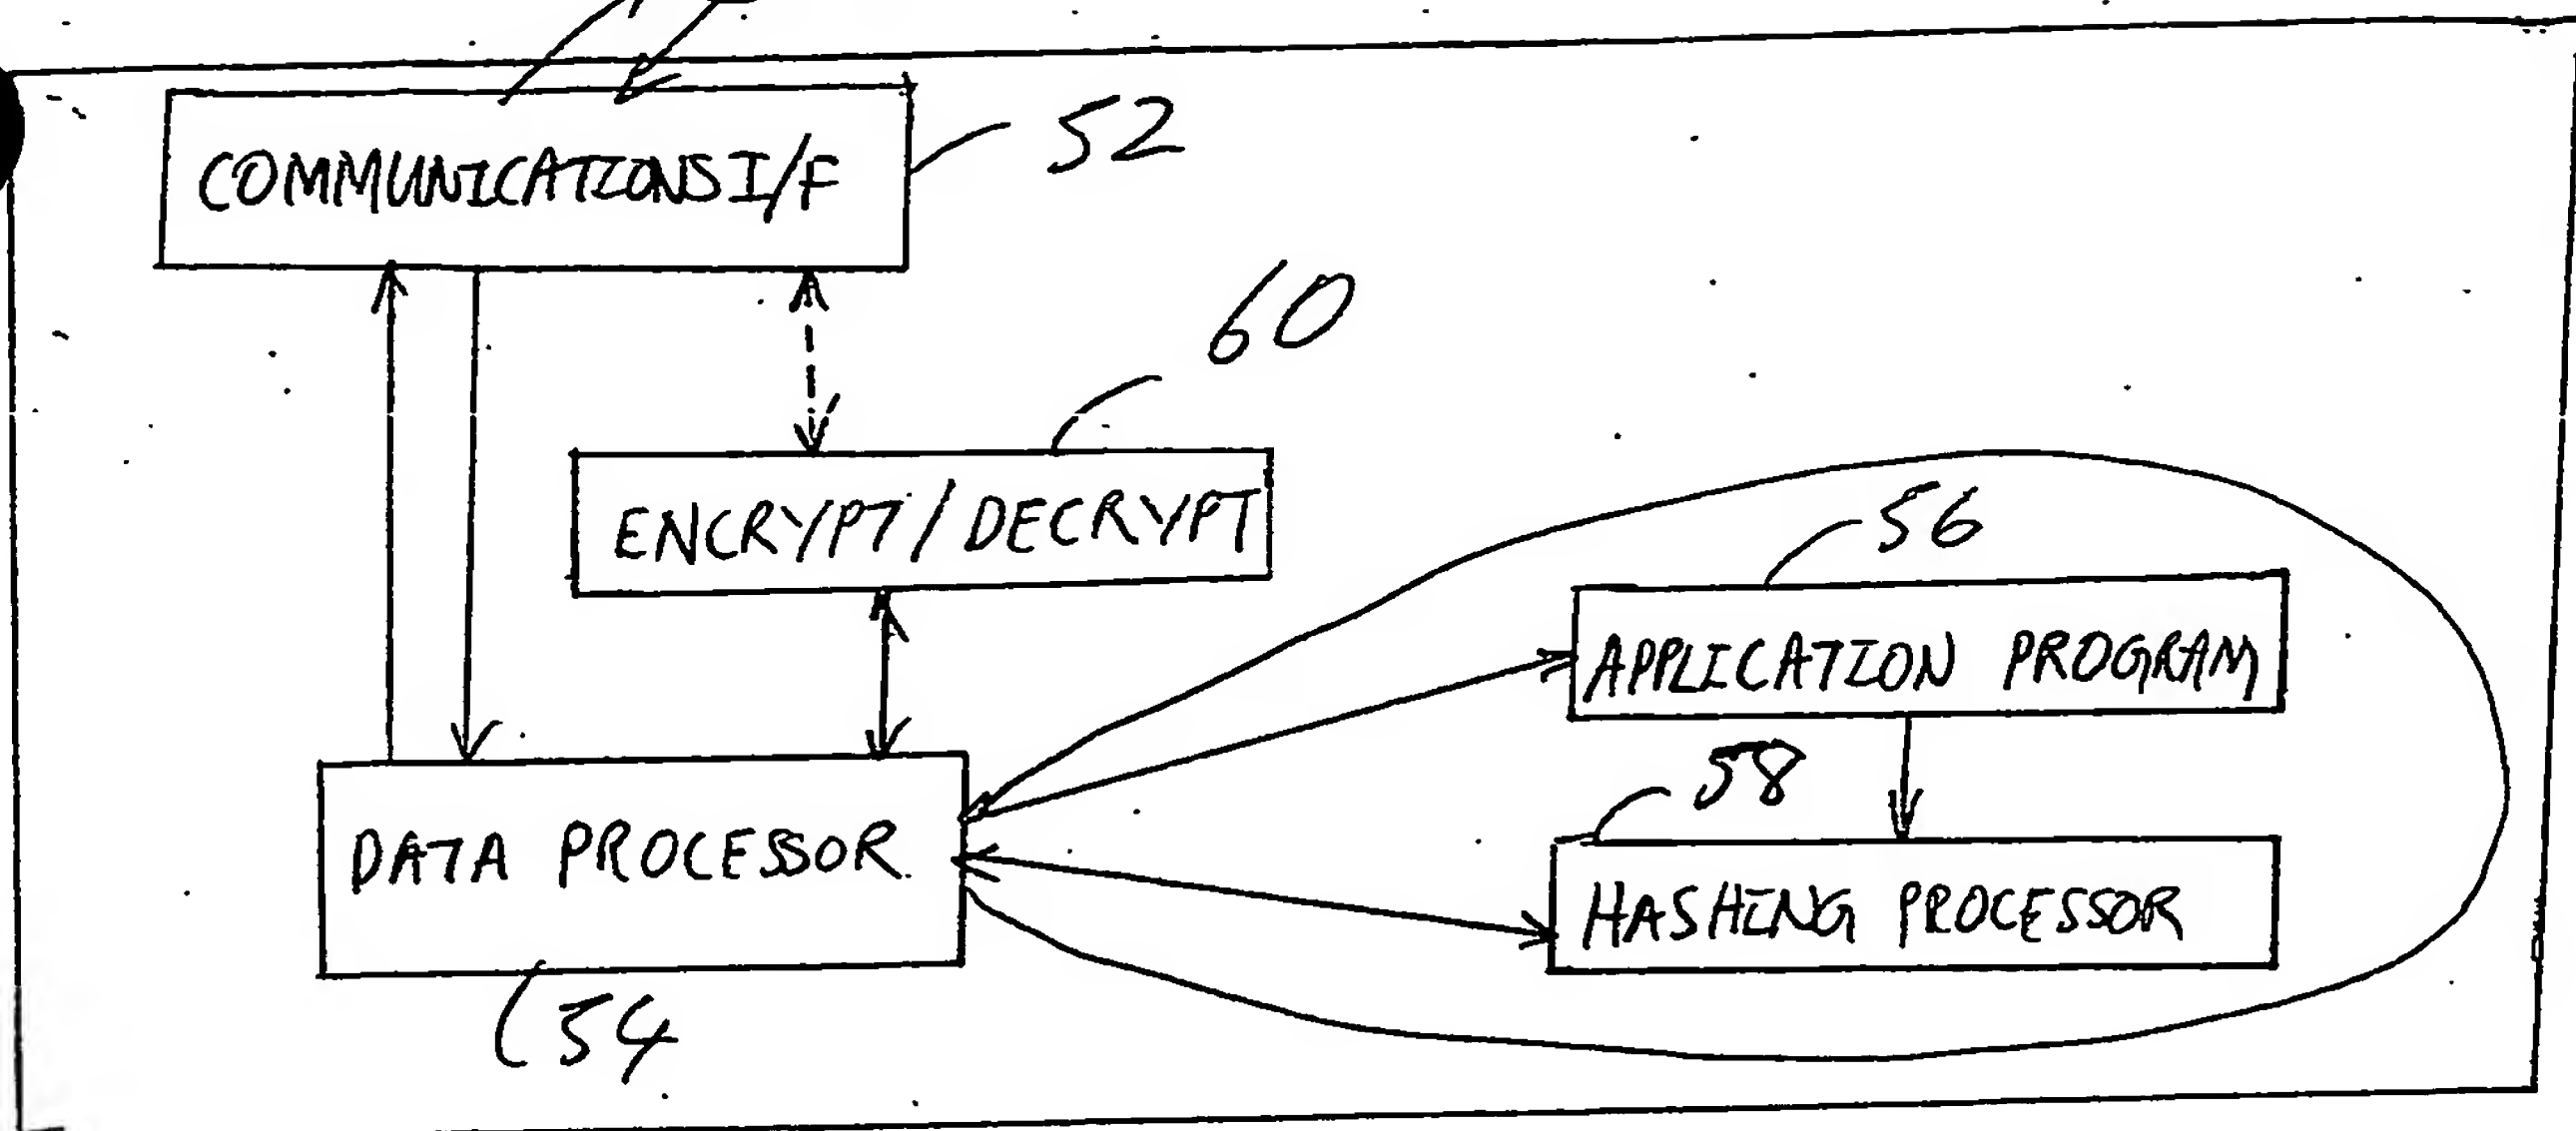 COMMUNICATIONS I/F
52
60
ENCRYPT/DECRYPT
56
APPLICATION PROGRAM
58
DATA PROCESSOR
HASHING PROCESSOR
54